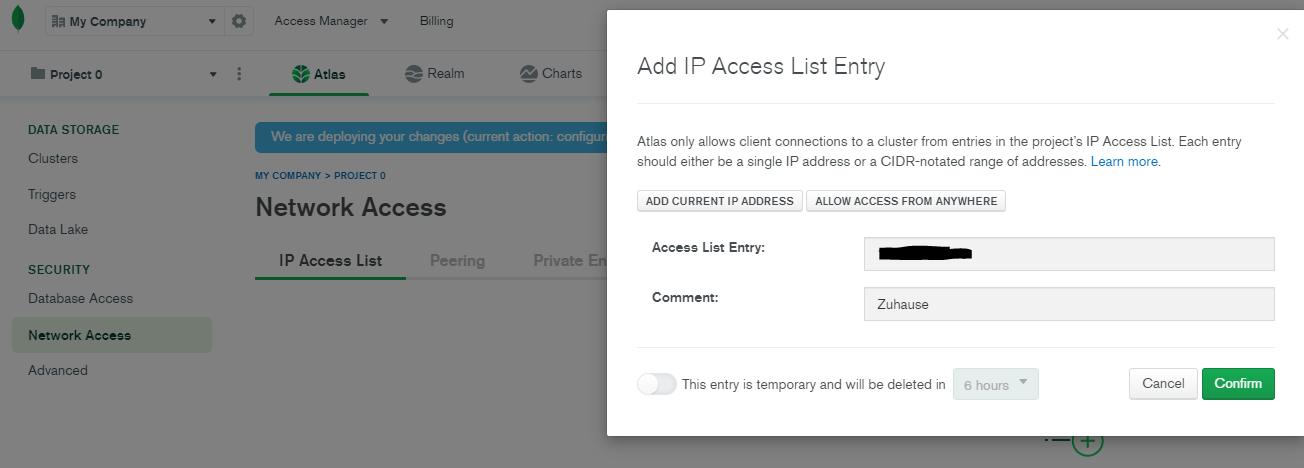 My Company
Access Manager
Billing
Project 0
Atlas
Realm
Charts
DATA STORAGE
Clusters
Triggers
Data Lake
SECURITY
Database Access
Network Access
Advanced
We are deploying your changes (current action: configur
MY COMPANY > PROJECT 0
Network Access
IP Access List
Peering
Private En
Add IP Access List Entry
Atlas only allows client connections to a cluster from entries in the project's IP Access List. Each entry
should either be a single IP address or a CIDR-notated range of addresses. Learn more.
ADD CURRENT IP ADDRESS
ALLOW ACCESS FROM ANYWHERE
Access List Entry:
Comment:
Zuhause
This entry is temporary and will be deleted in
6 hours
Cancel
Confirm